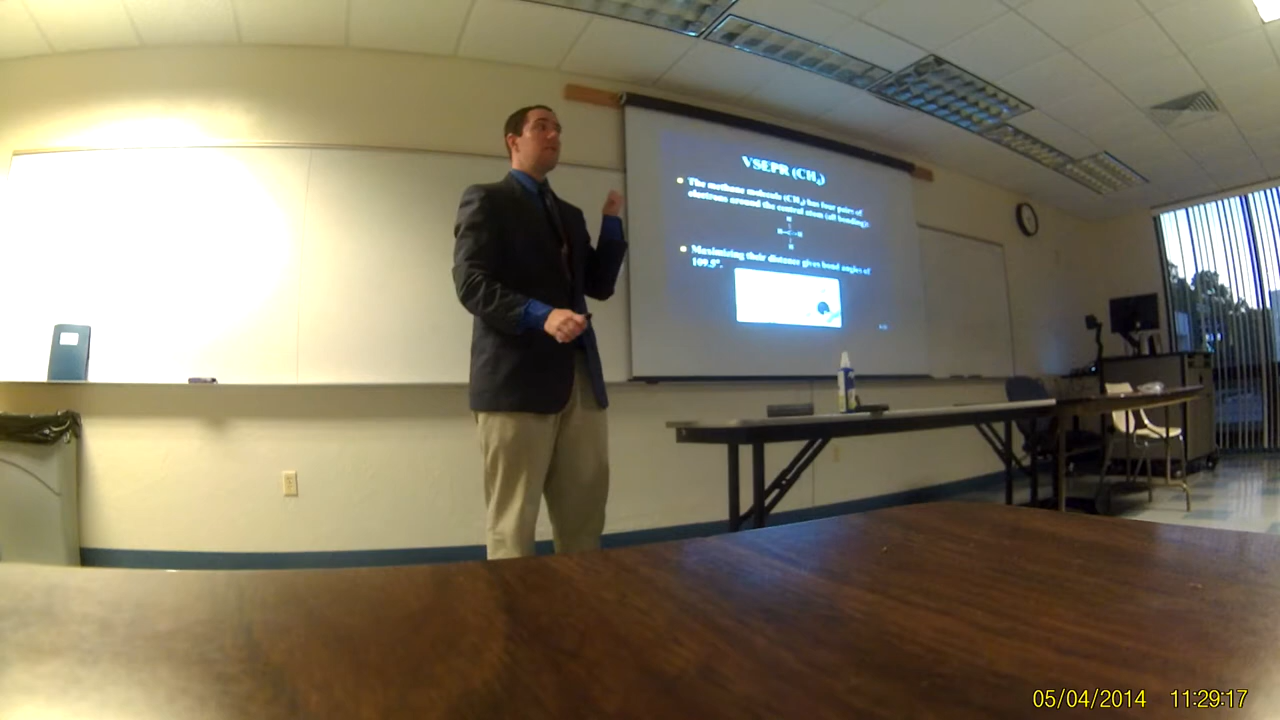 VSEPR (CH₄)
The methane molecule (CH₄) has four pairs of
electrons around the central atom (all bonding):
H
H—C—H
H
Maximizing their distance gives bond angles of
109.5°.
05/04/2014 11:29:17